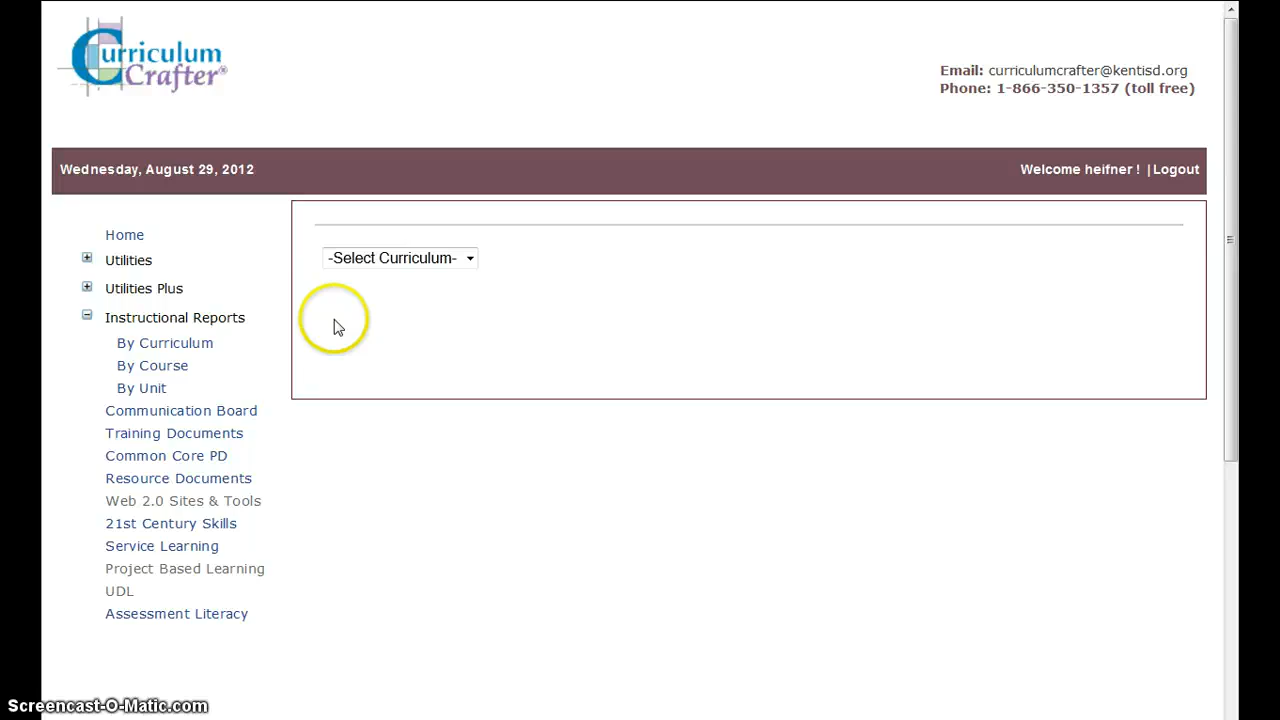 Curriculum
Crafter®
Email: curriculumcrafter@kentisd.org
Phone: 1-866-350-1357 (toll free)
Wednesday, August 29, 2012
Welcome heifner ! |Logout
Home
Utilities
Utilities Plus
Instructional Reports
By Curriculum
By Course
By Unit
Communication Board
Training Documents
Common Core PD
Resource Documents
Web 2.0 Sites & Tools
21st Century Skills
Service Learning
Project Based Learning
UDL
Assessment Literacy
-Select Curriculum-
Screencast-O-Matic.com